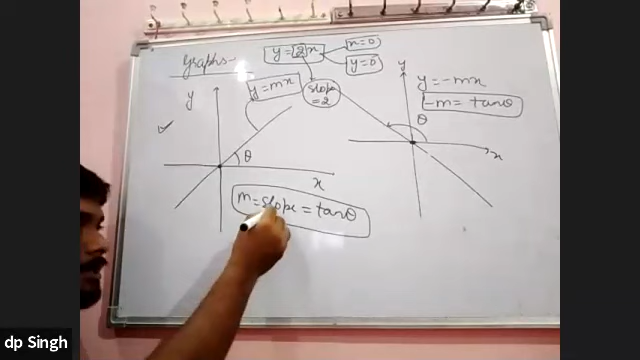 Graphs-
y = 2x
x = 0
y = 0
y = mx
slope
= 2
y
θ
x
m = slope = tanθ
y
y = -mx
-m = tanθ
θ
x
dp Singh